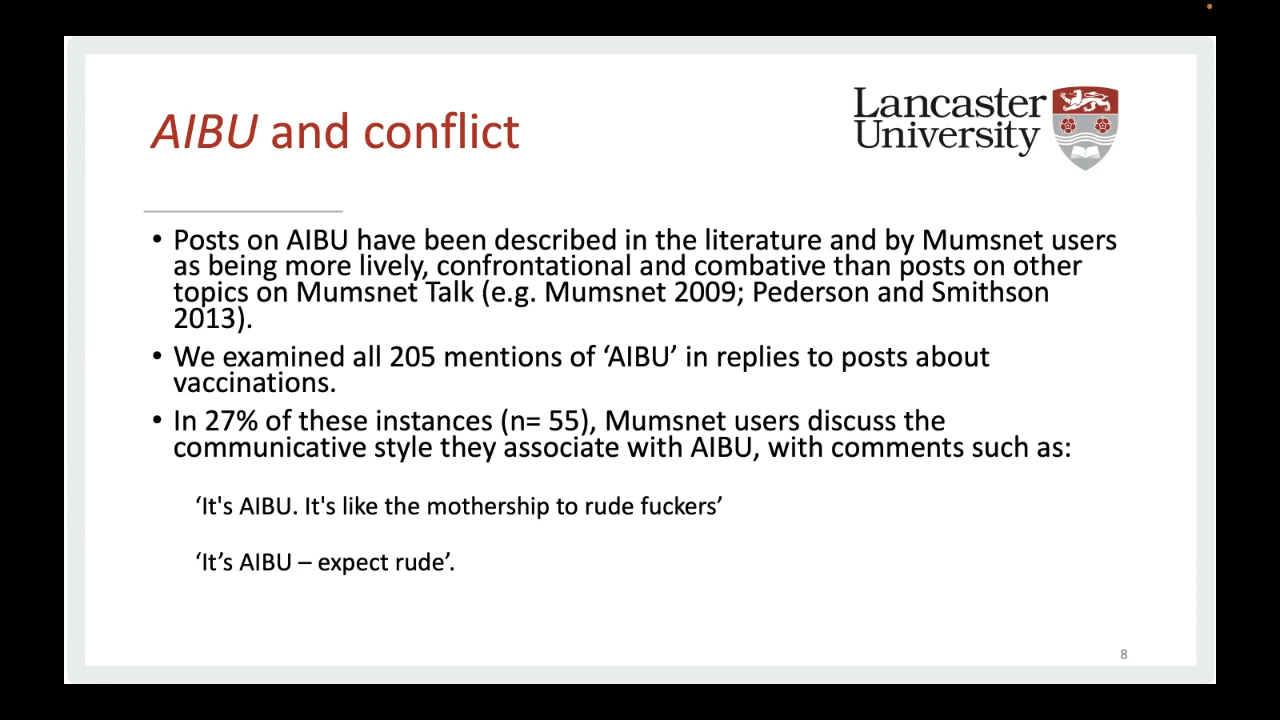 AIBU and conflict
Lancaster
University
• Posts on AIBU have been described in the literature and by Mumsnet users
as being more lively, confrontational and combative than posts on other
topics on Mumsnet Talk (e.g. Mumsnet 2009; Pederson and Smithson
2013).
• We examined all 205 mentions of ‘AIBU’ in replies to posts about
vaccinations.
• In 27% of these instances (n= 55), Mumsnet users discuss the
communicative style they associate with AIBU, with comments such as:
‘It's AIBU. It's like the mothership to rude fuckers’
‘It’s AIBU – expect rude’.
8